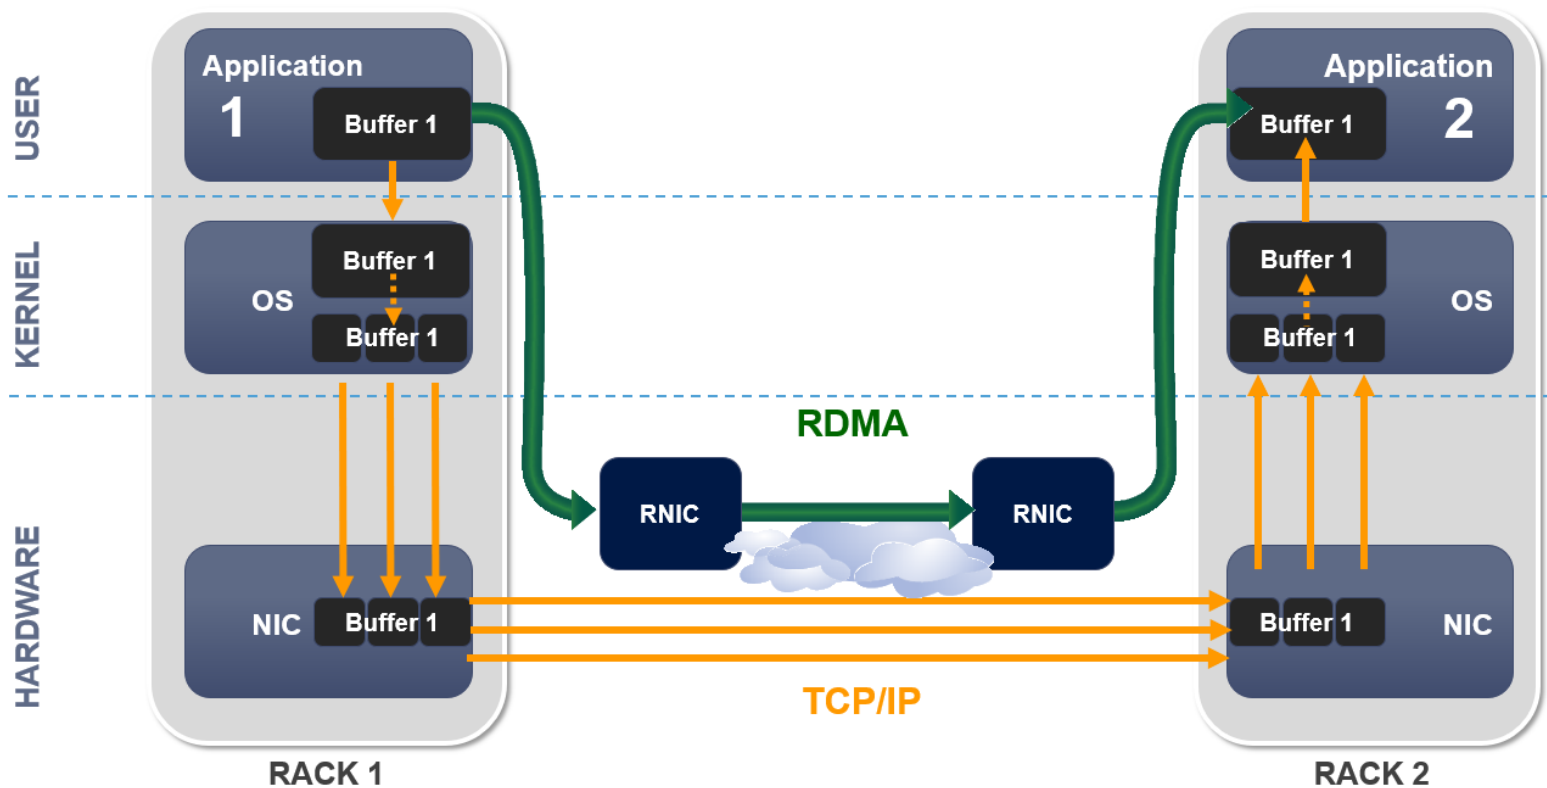 USER
KERNEL
HARDWARE
Application
1
Buffer 1
OS
Buffer 1
Buffer 1
NIC
Buffer 1
RACK 1
RDMA
RNIC
RNIC
TCP/IP
Application
2
Buffer 1
Buffer 1
OS
Buffer 1
Buffer 1
NIC
RACK 2